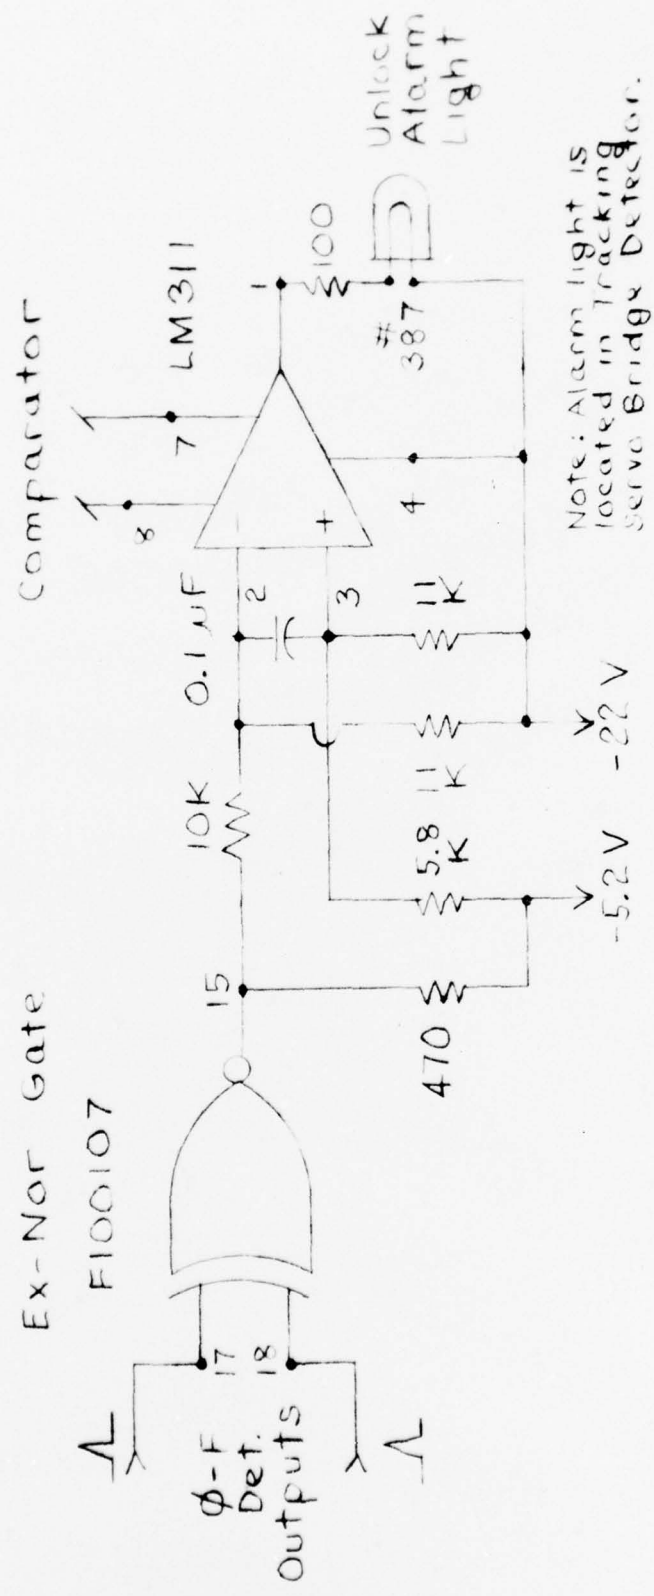 Ex-Nor Gate
F100107
Comparator
LM311
ϕ-F
Det.
Outputs
17
18
15
10K
0.1µF
2
3
8
7
4
1
100
#
387
Unlock
Alarm
Light
470
5.8
K
11
K
11
K
-
+
-5.2V
-22 V
Note: Alarm light is
located in Tracking
Servo Bridge Detector.